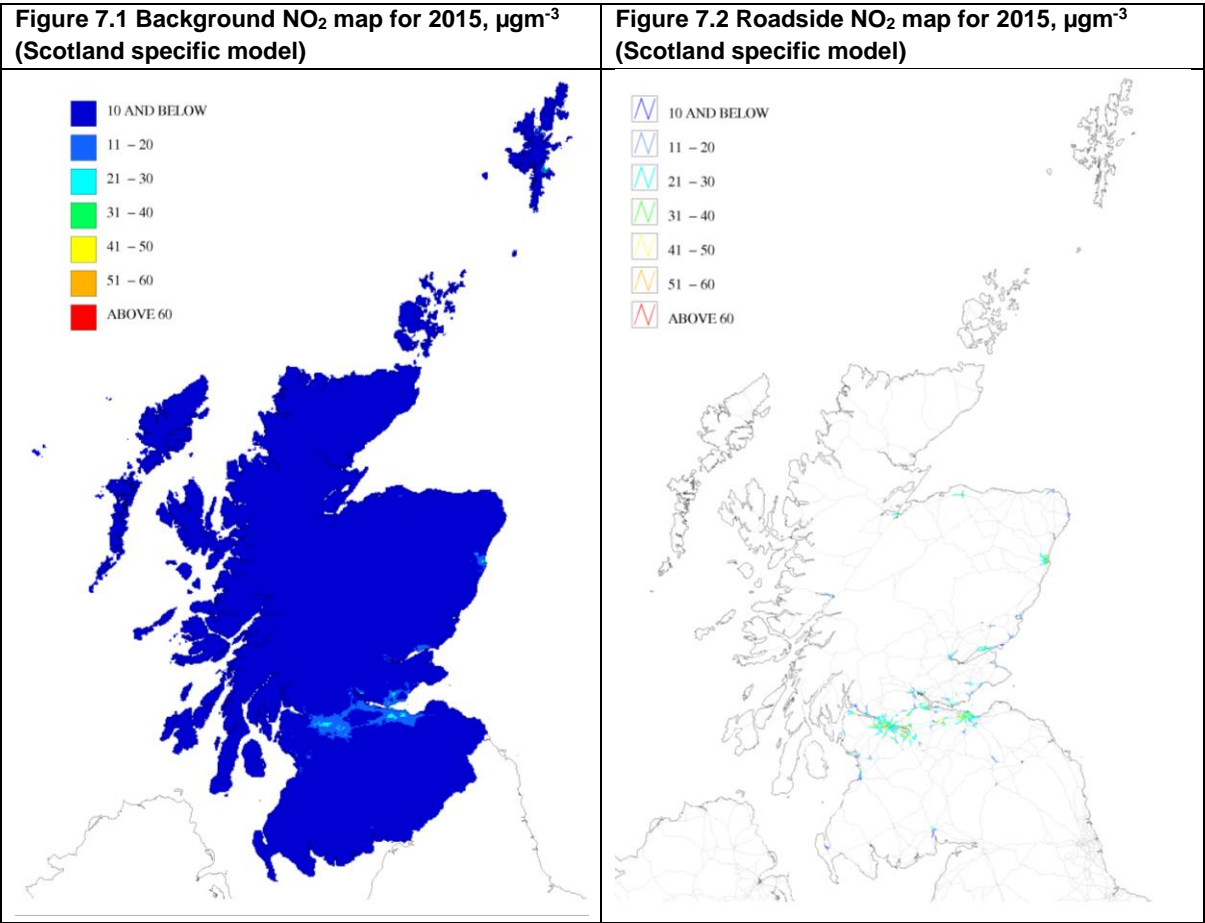 Figure 7.1 Background NO₂ map for 2015, µgm⁻³
(Scotland specific model)
10 AND BELOW
11 – 20
21 – 30
31 – 40
41 – 50
51 – 60
ABOVE 60
Figure 7.2 Roadside NO₂ map for 2015, µgm⁻³
(Scotland specific model)
10 AND BELOW
11 – 20
21 – 30
31 – 40
41 – 50
51 – 60
ABOVE 60